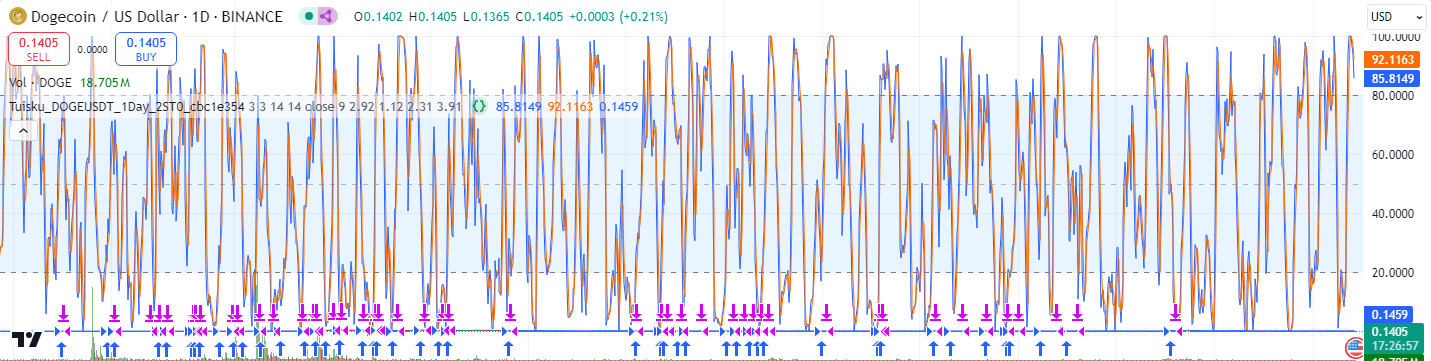 Dogecoin / US Dollar · 1D · BINANCE O0.1402 H0.1405 L0.1365 C0.1405 +0.0003 (+0.21%)
USD
0.1405
SELL
0.0000
0.1405
BUY
Vol · DOGE 18.705M
Tuisku_DOGEUSDT_1Day_2ST0_cbc1e354 3 3 14 14 close 9 2.92 1.12 2.31 3.91 85.8149 92.1163 0.1459
100.0000
92.1163
85.8149
80.0000
60.0000
40.0000
20.0000
0.1459
0.1405
17:26:57
18.705M